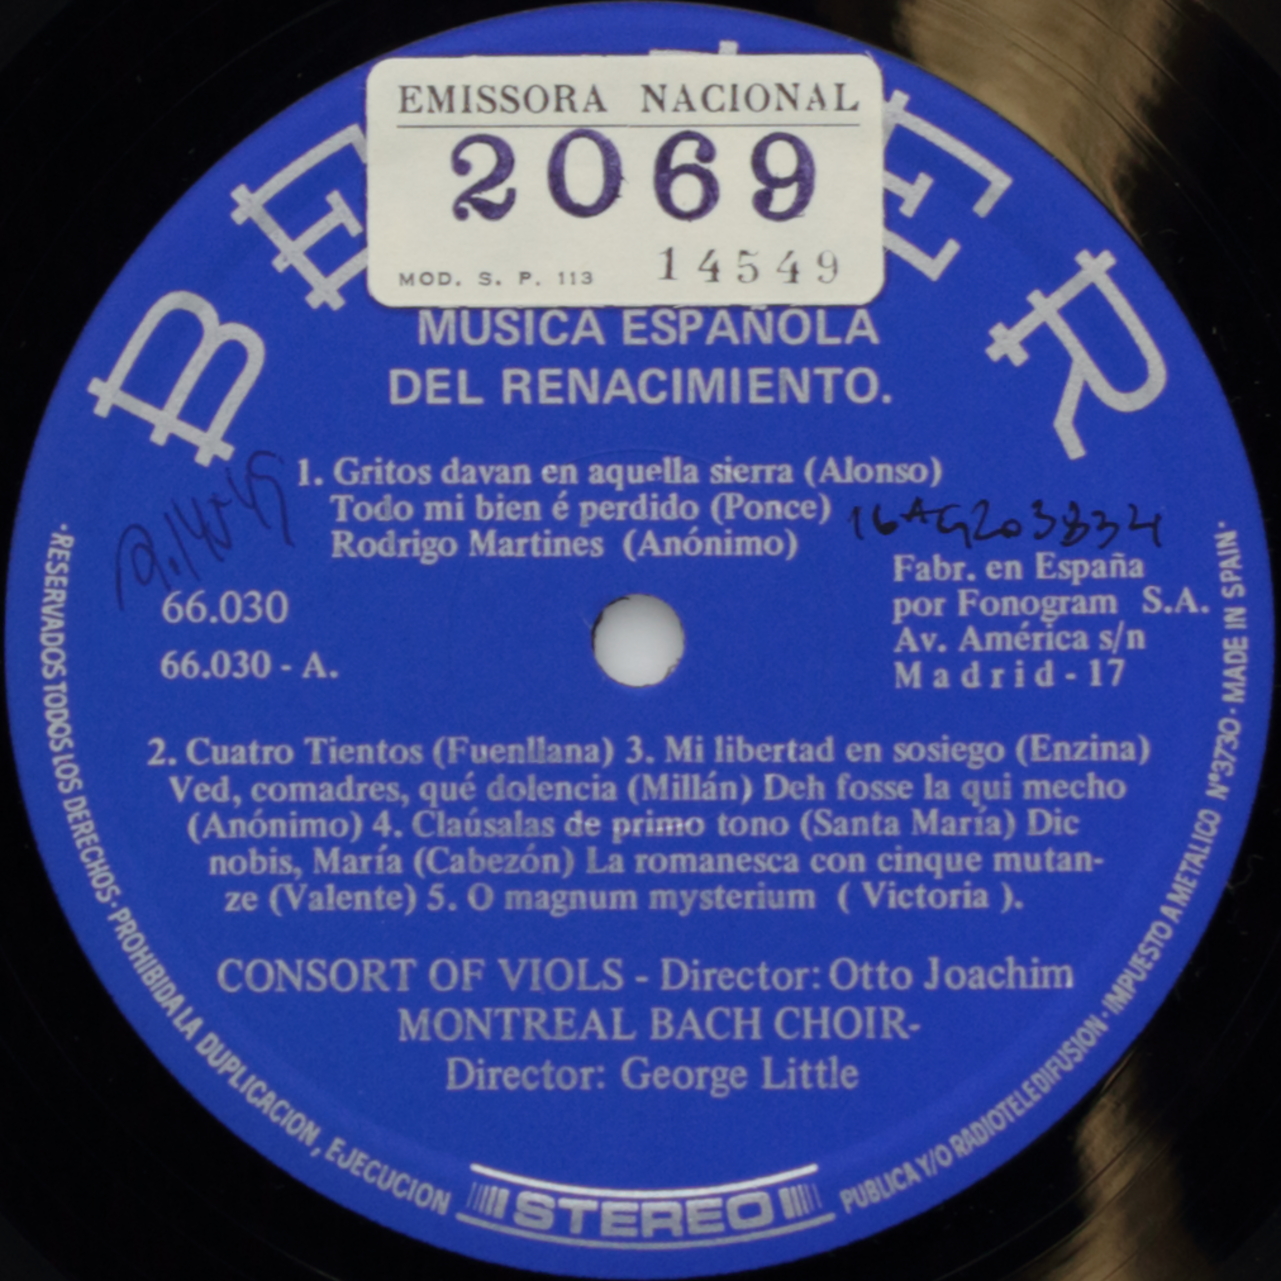 EMISSORA NACIONAL
2069
MOD. S. P. 113 14549
MUSICA ESPAÑOLA
DEL RENACIMIENTO.
1. Gritos davan en aquella sierra (Alonso)
Todo mi bien é perdido (Ponce)
Rodrigo Martines (Anónimo)
66.030
66.030 - A.
Fabr. en España
por Fonogram S.A.
Av. América s/n
Madrid - 17
2. Cuatro Tientos (Fuenllana) 3. Mi libertad en sosiego (Enzina)
Ved, comadres, qué dolencia (Millán) Deh fosse la qui mecho
(Anónimo) 4. Claúsalas de primo tono (Santa María) Dic
nobis, María (Cabezón) La romanesca con cinque mutan-
ze (Valente) 5. O magnum mysterium ( Victoria ).
CONSORT OF VIOLS - Director: Otto Joachim
MONTREAL BACH CHOIR-
Director: George Little
STEREO
·RESERVADOS TODOS LOS DERECHOS· PROHIBIDA LA DUPLICACION, EJECUCION
PUBLICA Y/O RADIOTELEDIFUSION · IMPUESTO A METALICO Nº3730 · MADE IN SPAIN·